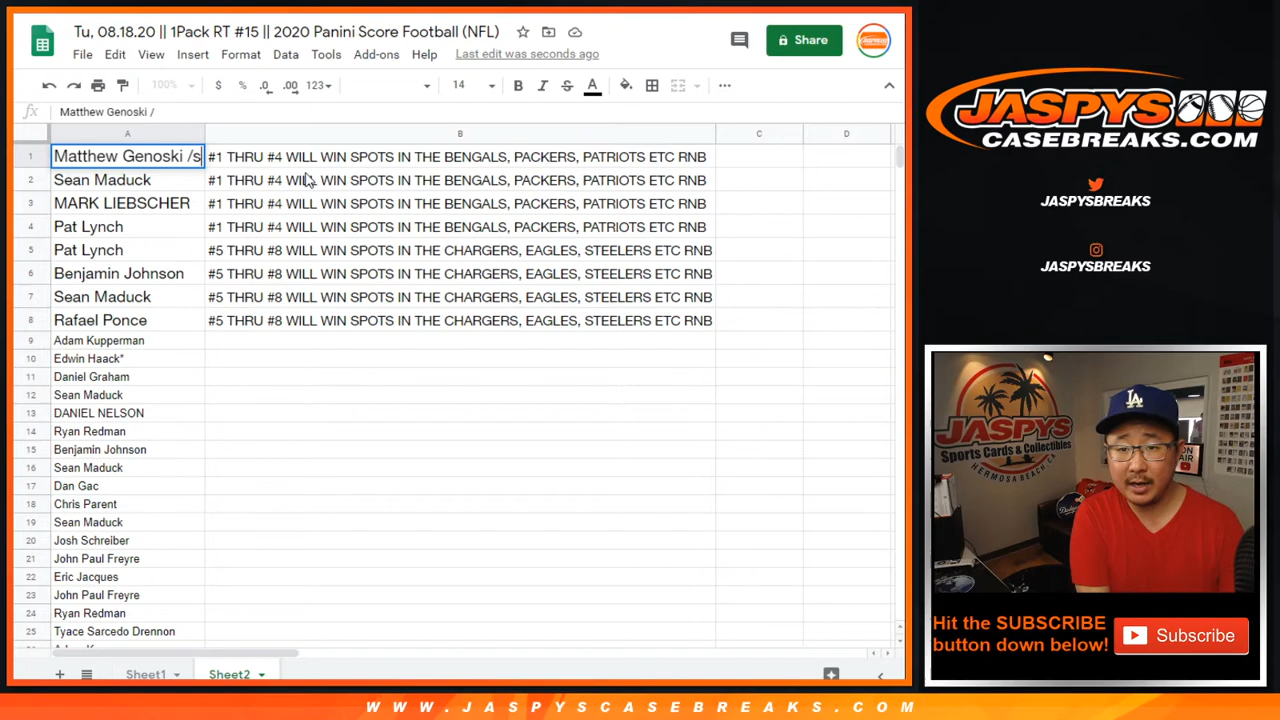 Tu, 08.18.20 || 1Pack RT #15 || 2020 Panini Score Football (NFL)
File Edit View Insert Format Data Tools Add-ons Help Last edit was seconds ago
Share
100% $ % .0 .00 123 14 B I S A
fx Matthew Genoski /
A B C D
1 Matthew Genoski /s #1 THRU #4 WILL WIN SPOTS IN THE BENGALS, PACKERS, PATRIOTS ETC RNB
2 Sean Maduck #1 THRU #4 WILL WIN SPOTS IN THE BENGALS, PACKERS, PATRIOTS ETC RNB
3 MARK LIEBSCHER #1 THRU #4 WILL WIN SPOTS IN THE BENGALS, PACKERS, PATRIOTS ETC RNB
4 Pat Lynch #1 THRU #4 WILL WIN SPOTS IN THE BENGALS, PACKERS, PATRIOTS ETC RNB
5 Pat Lynch #5 THRU #8 WILL WIN SPOTS IN THE CHARGERS, EAGLES, STEELERS ETC RNB
6 Benjamin Johnson #5 THRU #8 WILL WIN SPOTS IN THE CHARGERS, EAGLES, STEELERS ETC RNB
7 Sean Maduck #5 THRU #8 WILL WIN SPOTS IN THE CHARGERS, EAGLES, STEELERS ETC RNB
8 Rafael Ponce #5 THRU #8 WILL WIN SPOTS IN THE CHARGERS, EAGLES, STEELERS ETC RNB
9 Adam Kupperman
10 Edwin Haack*
11 Daniel Graham
12 Sean Maduck
13 DANIEL NELSON
14 Ryan Redman
15 Benjamin Johnson
16 Sean Maduck
17 Dan Gac
18 Chris Parent
19 Sean Maduck
20 Josh Schreiber
21 John Paul Freyre
22 Eric Jacques
23 John Paul Freyre
24 Ryan Redman
25 Tyace Sarcedo Drennon
Sheet1 Sheet2
JASPYS
CASEBREAKS.COM
JASPYSBREAKS
JASPYSBREAKS
JASPYS
Sports Cards & Collectibles
HERMOSA BEACH, CA
ON AIR
LA
Dodgers
Hit the SUBSCRIBE
button down below!
Subscribe
WWW.JASPYSCASEBREAKS.COM